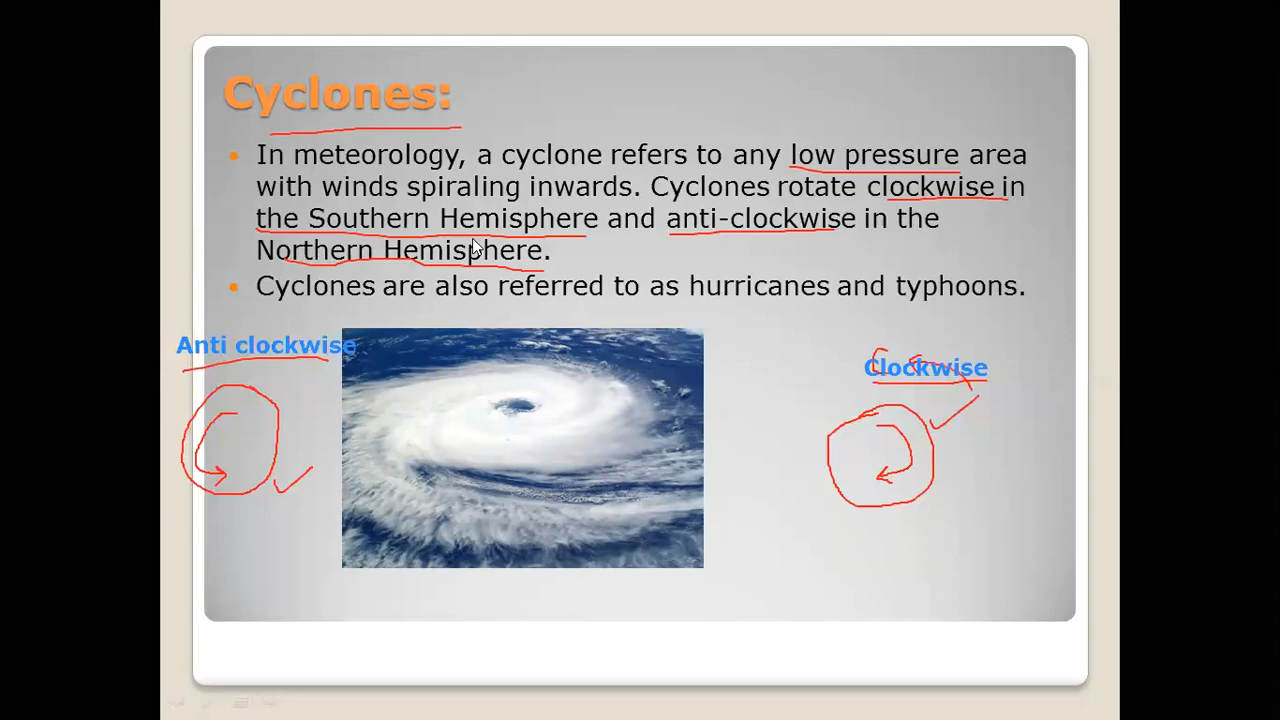 Cyclones:
In meteorology, a cyclone refers to any low pressure area
with winds spiraling inwards. Cyclones rotate clockwise in
the Southern Hemisphere and anti-clockwise in the
Northern Hemisphere.
Cyclones are also referred to as hurricanes and typhoons.
Anti clockwise
Clockwise